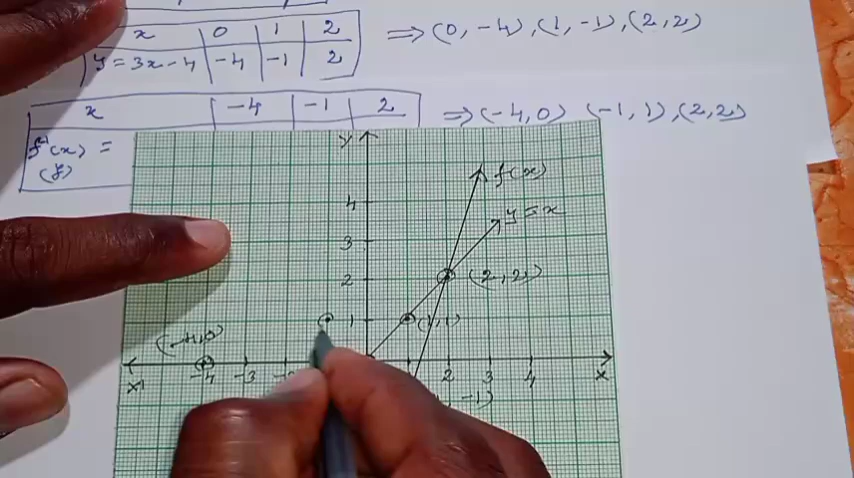 x 0 1 2 ⇒ (0, -4), (1, -1), (2, 2)
y = 3x - 4 -4 -1 2
x -4 -1 2 ⇒ (-4, 0) (-1, 1), (2, 2)
f⁻¹(x) =
(y)
y
f(x)
y = x
4
3
2 (2, 2)
1 (1, 1)
(-4, 0)
x¹ -4 -3 2 3 4 x
, -1)